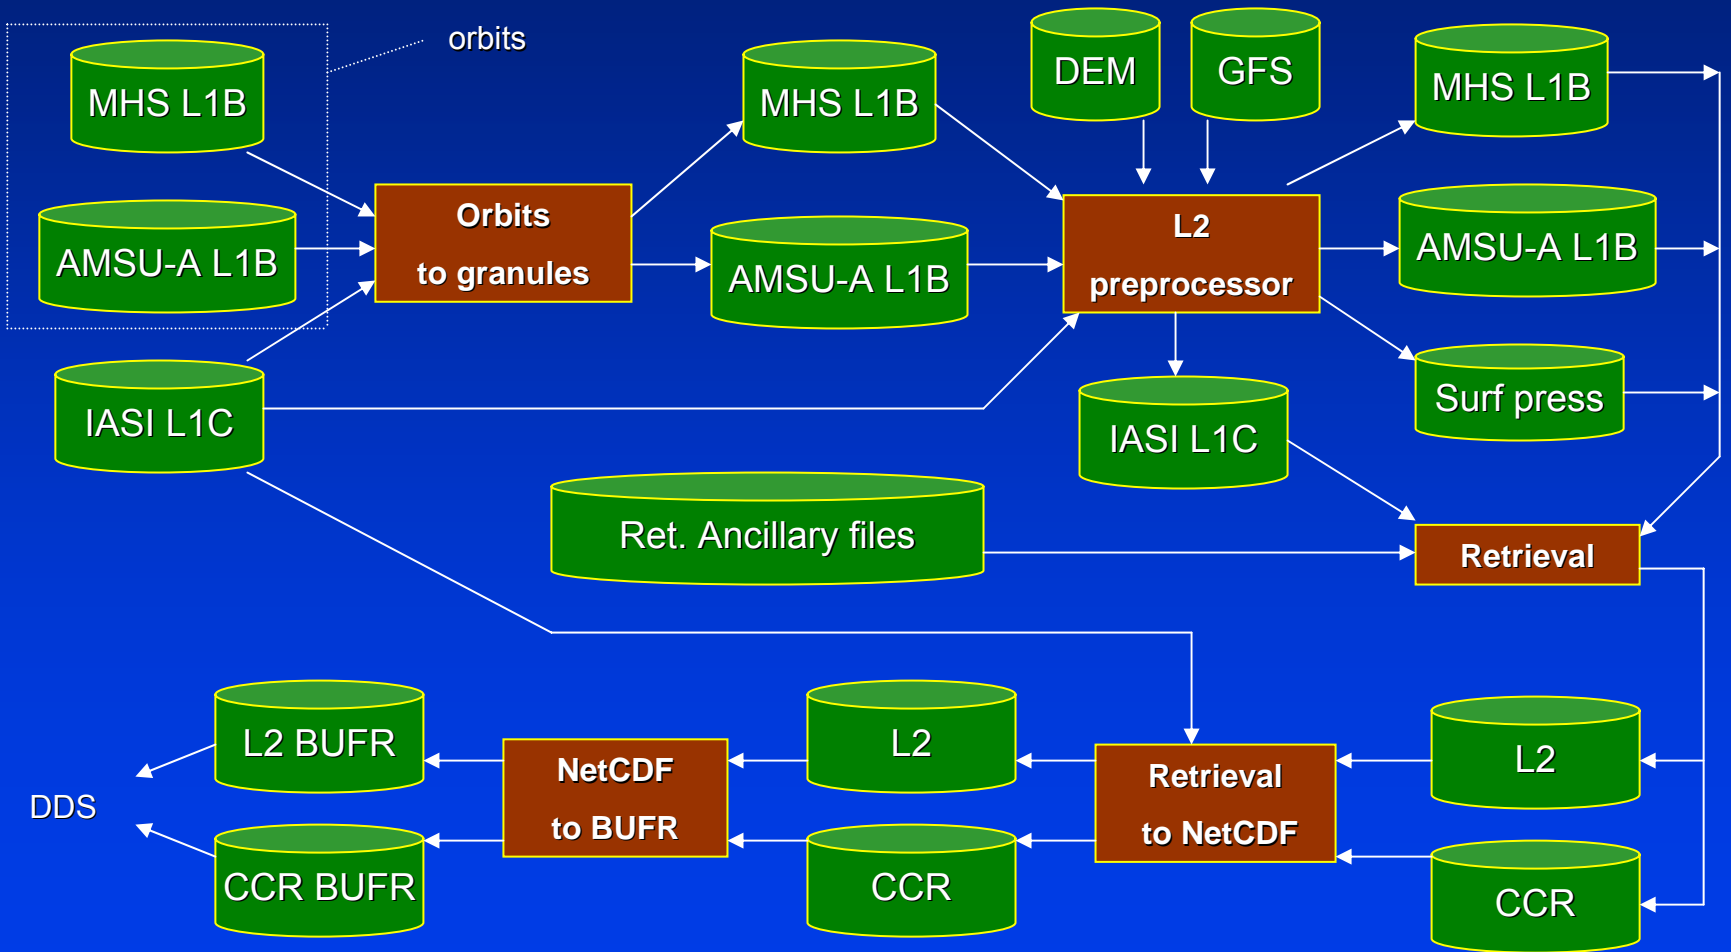 orbits
MHS L1B
AMSU-A L1B
IASI L1C
Orbits
to granules
MHS L1B
AMSU-A L1B
DEM
GFS
L2
preprocessor
MHS L1B
AMSU-A L1B
Surf press
IASI L1C
Ret. Ancillary files
Retrieval
L2
CCR
Retrieval
to NetCDF
L2
CCR
NetCDF
to BUFR
L2 BUFR
CCR BUFR
DDS